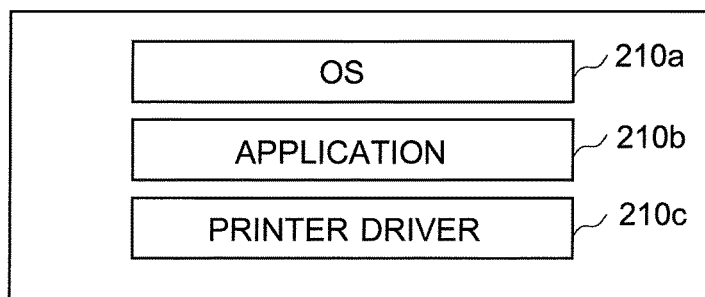 OS
210a
APPLICATION
210b
PRINTER DRIVER
210c